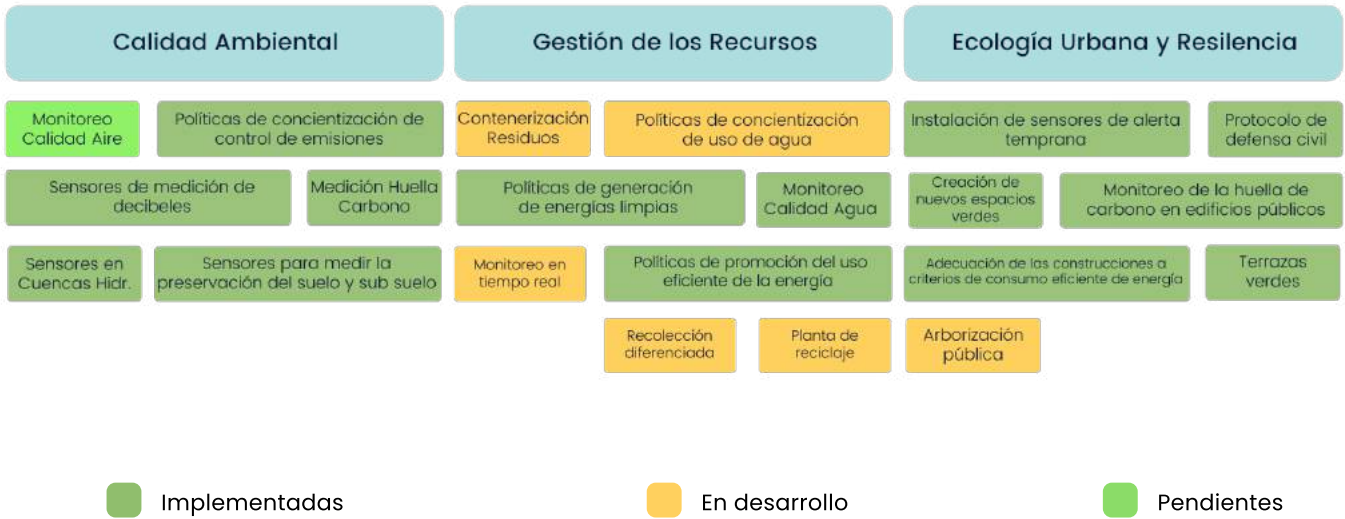 Calidad Ambiental
Gestión de los Recursos
Ecología Urbana y Resilencia
Monitoreo
Calidad Aire
Políticas de concientización de
control de emisiones
Contenerización
Residuos
Políticas de concientización
de uso de agua
Instalación de sensores de alerta
temprana
Protocolo de
defensa civil
Sensores de medición de
decibeles
Medición Huella
Carbono
Políticas de generación
de energías limpias
Monitoreo
Calidad Agua
Creación de
nuevos espacios
verdes
Monitoreo de la huella de
carbono en edificios públicos
Sensores en
Cuencas Hidr.
Sensores para medir la
preservación del suelo y sub suelo
Monitoreo en
tiempo real
Políticas de promoción del uso
eficiente de la energía
Adecuación de las construcciones a
criterios de consumo eficiente de energía
Terrazas
verdes
Recolección
diferenciada
Planta de
reciclaje
Arborización
pública
Implementadas
En desarrollo
Pendientes